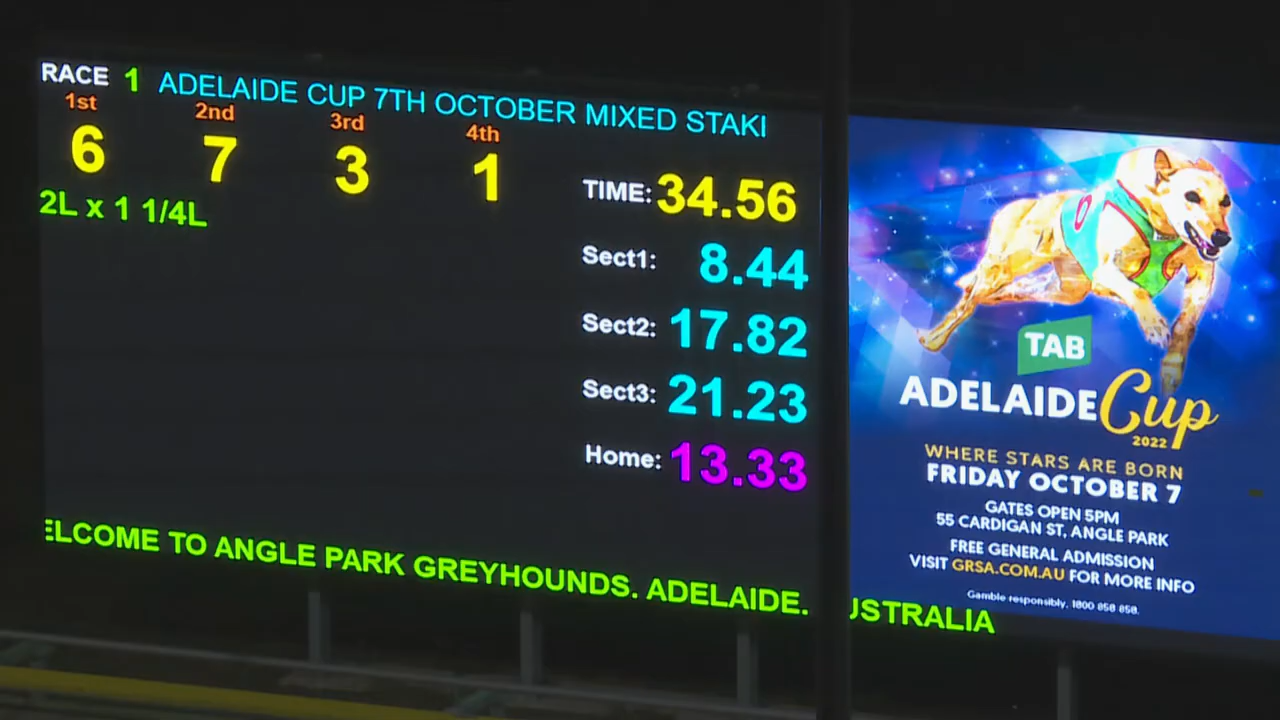 RACE 1 ADELAIDE CUP 7TH OCTOBER MIXED STAKI
1st 2nd 3rd 4th
6 7 3 1
2L x 1 1/4L
TIME: 34.56
Sect1: 8.44
Sect2: 17.82
Sect3: 21.23
Home: 13.33
ELCOME TO ANGLE PARK GREYHOUNDS. ADELAIDE. USTRALIA
TAB
ADELAIDE Cup
2022
WHERE STARS ARE BORN
FRIDAY OCTOBER 7
GATES OPEN 5PM
55 CARDIGAN ST, ANGLE PARK
FREE GENERAL ADMISSION
VISIT GRSA.COM.AU FOR MORE INFO
Gamble responsibly, 1800 858 858.